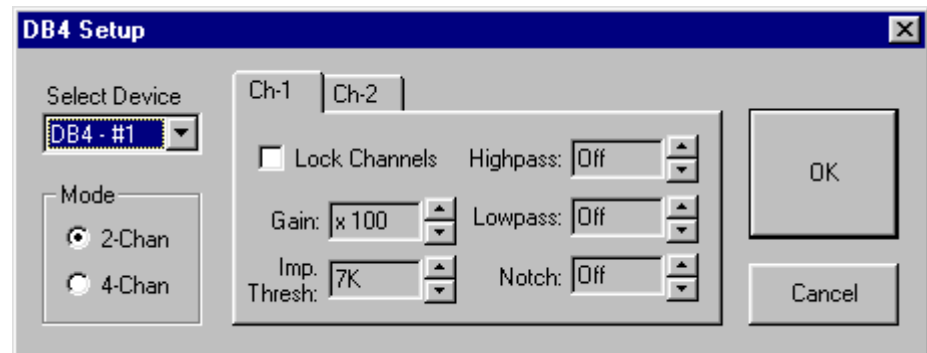 DB4 Setup
Select Device
DB4 - #1
Mode
2-Chan
4-Chan
Ch-1
Ch-2
Lock Channels
Gain: x 100
Imp.
Thresh: 7K
Highpass: Off
Lowpass: Off
Notch: Off
OK
Cancel